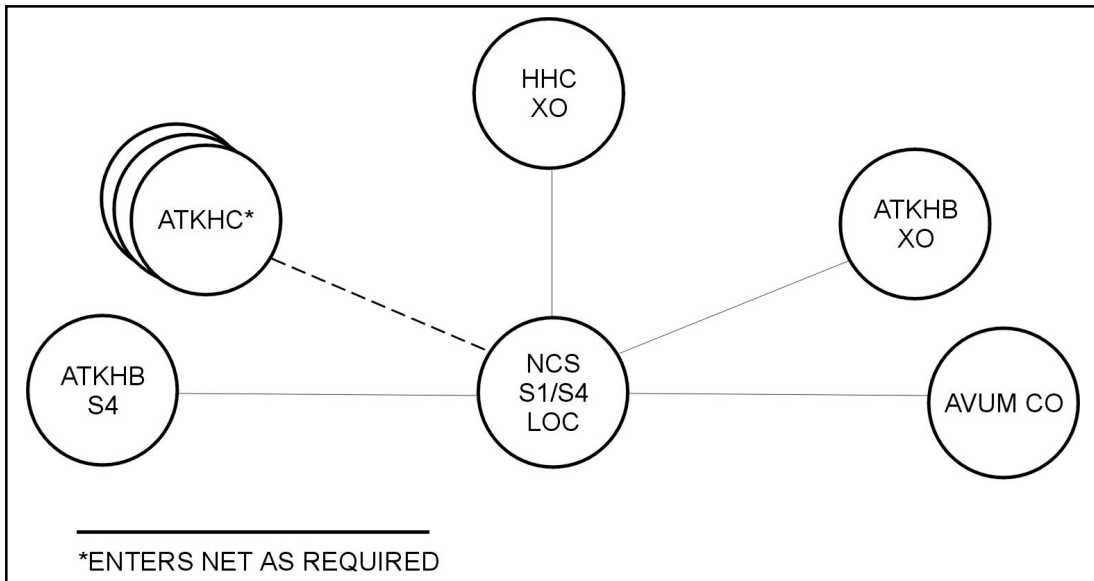 HHC
XO
ATKHC*
ATKHB
XO
ATKHB
S4
NCS
S1/S4
LOC
AVUM CO
*ENTERS NET AS REQUIRED